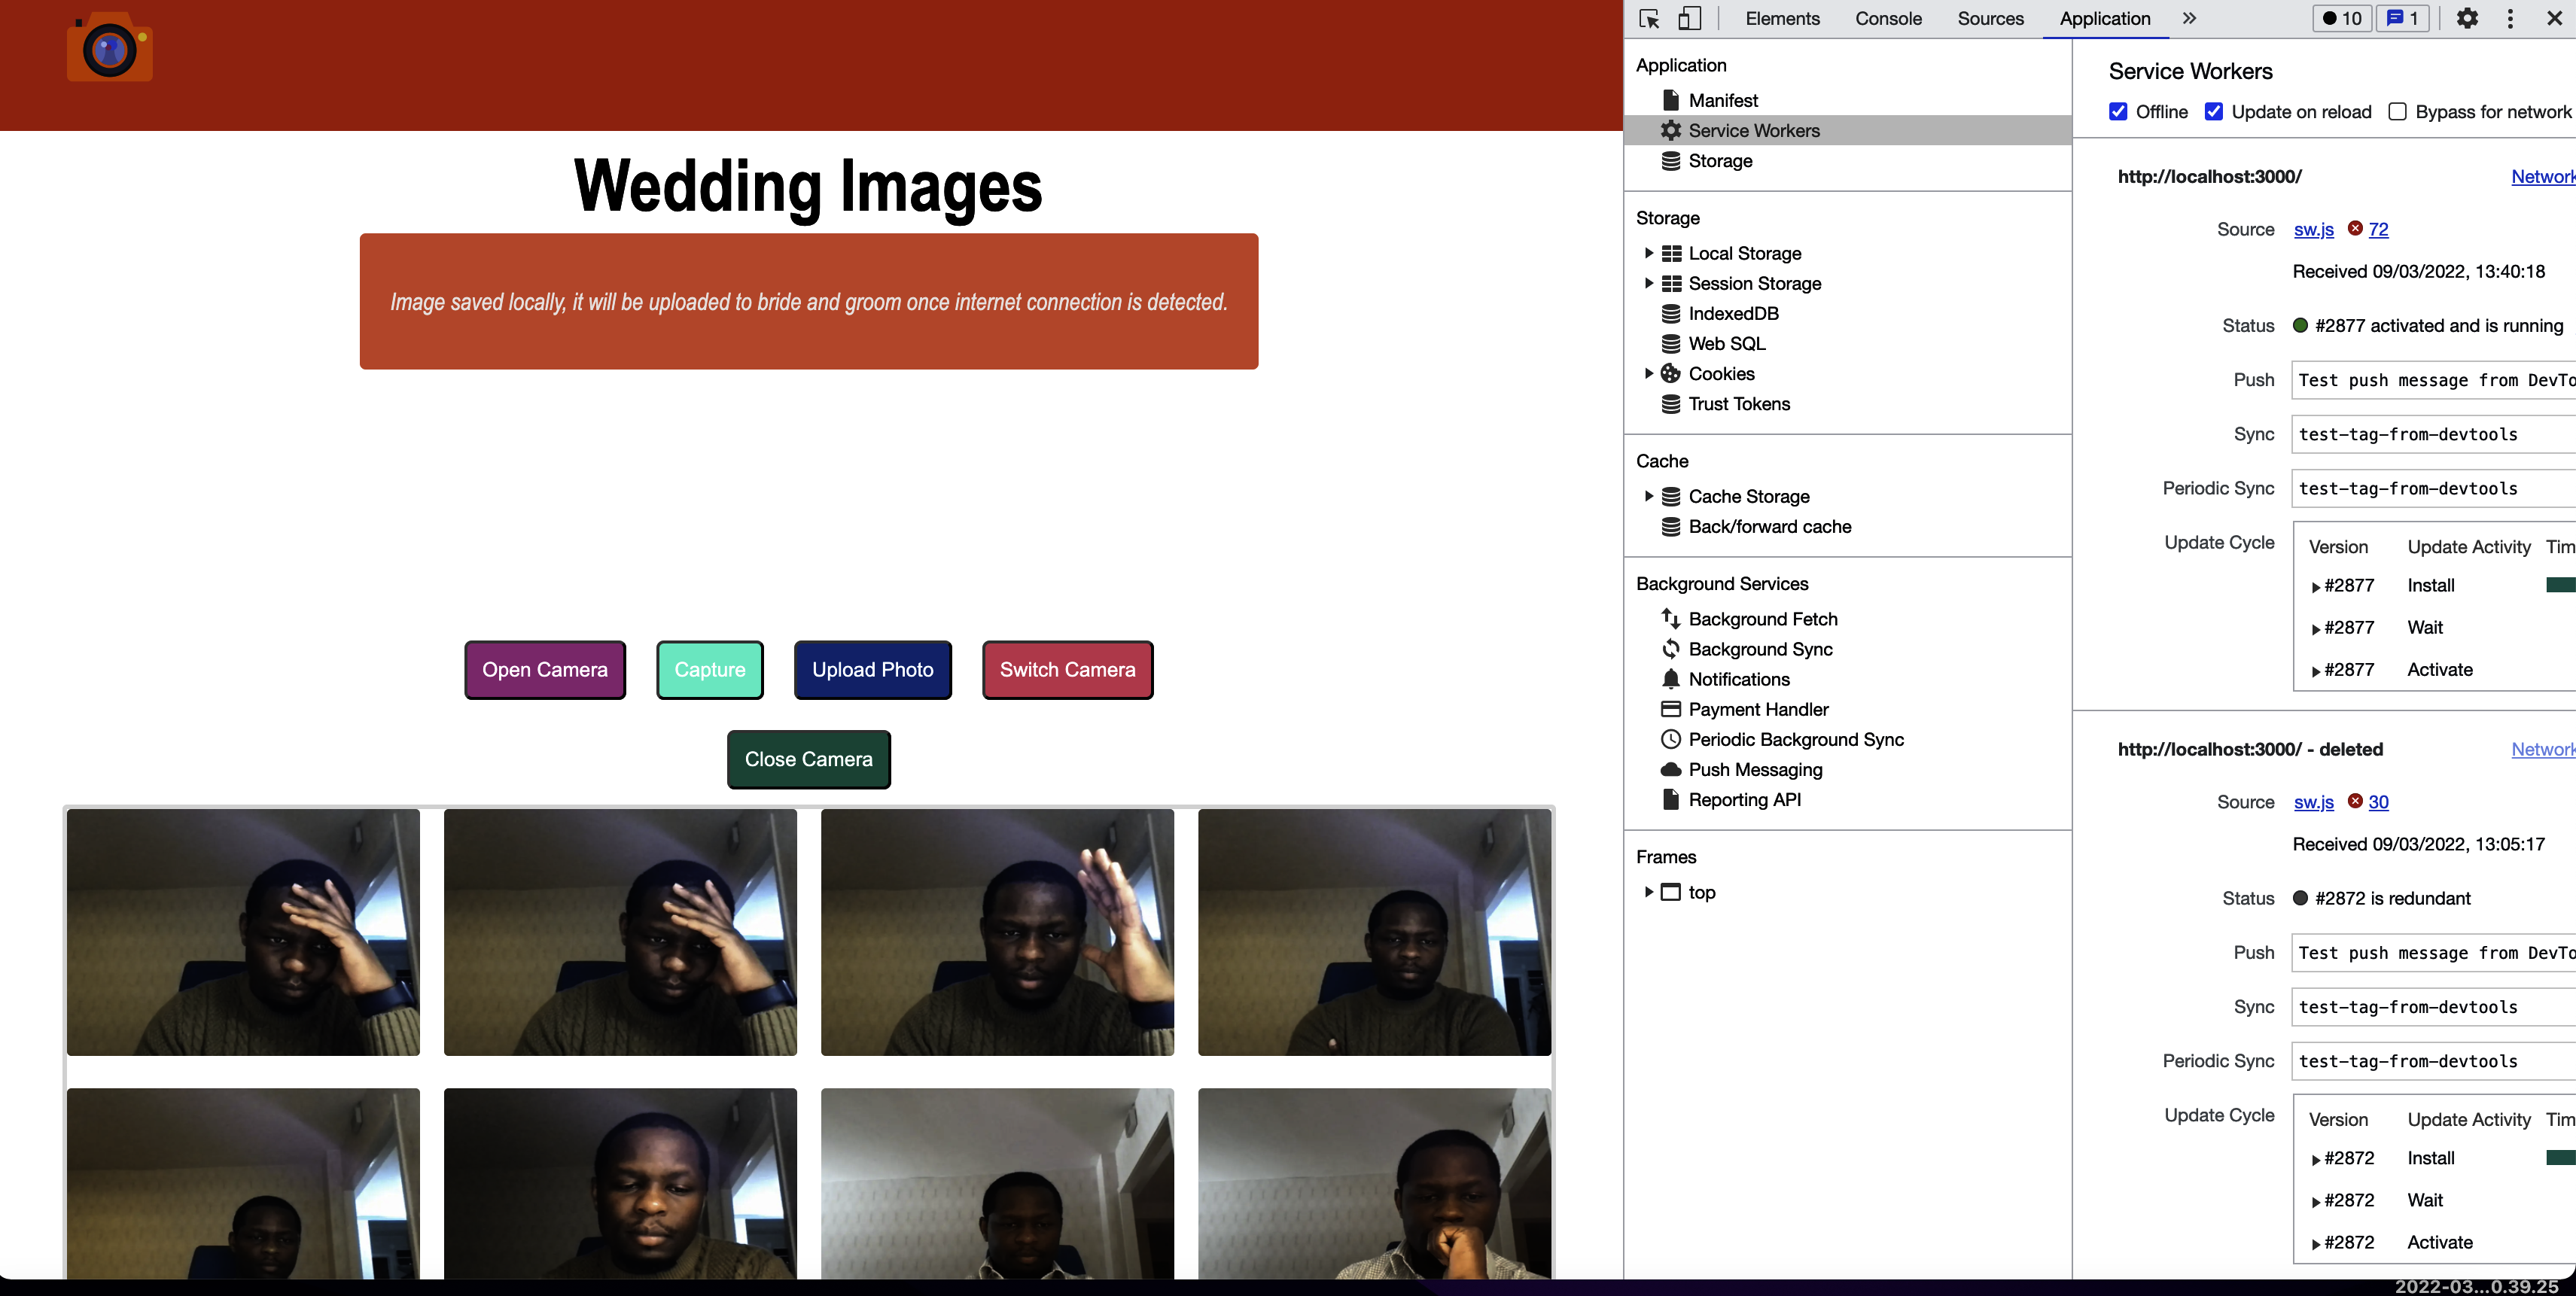 Wedding Images
Image saved locally, it will be uploaded to bride and groom once internet connection is detected.
Open Camera
Capture
Upload Photo
Switch Camera
Close Camera
Elements
Console
Sources
Application
10
1
Application
Manifest
Service Workers
Storage
Storage
Local Storage
Session Storage
IndexedDB
Web SQL
Cookies
Trust Tokens
Cache
Cache Storage
Back/forward cache
Background Services
Background Fetch
Background Sync
Notifications
Payment Handler
Periodic Background Sync
Push Messaging
Reporting API
Frames
top
Service Workers
Offline Update on reload Bypass for network
http://localhost:3000/ Network
Source sw.js 72
Received 09/03/2022, 13:40:18
Status #2877 activated and is running
Push Test push message from DevTo
Sync test-tag-from-devtools
Periodic Sync test-tag-from-devtools
Update Cycle
Version Update Activity Tim
#2877 Install
#2877 Wait
#2877 Activate
http://localhost:3000/ - deleted Network
Source sw.js 30
Received 09/03/2022, 13:05:17
Status #2872 is redundant
Push Test push message from DevTo
Sync test-tag-from-devtools
Periodic Sync test-tag-from-devtools
Update Cycle
Version Update Activity Tim
#2872 Install
#2872 Wait
#2872 Activate
2022-03...0.39.25